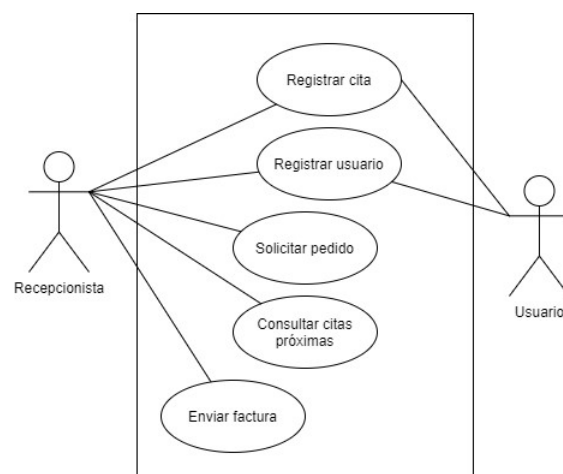 Registrar cita
Registrar usuario
Solicitar pedido
Recepcionista
Usuario
Consultar citas
próximas
Enviar factura